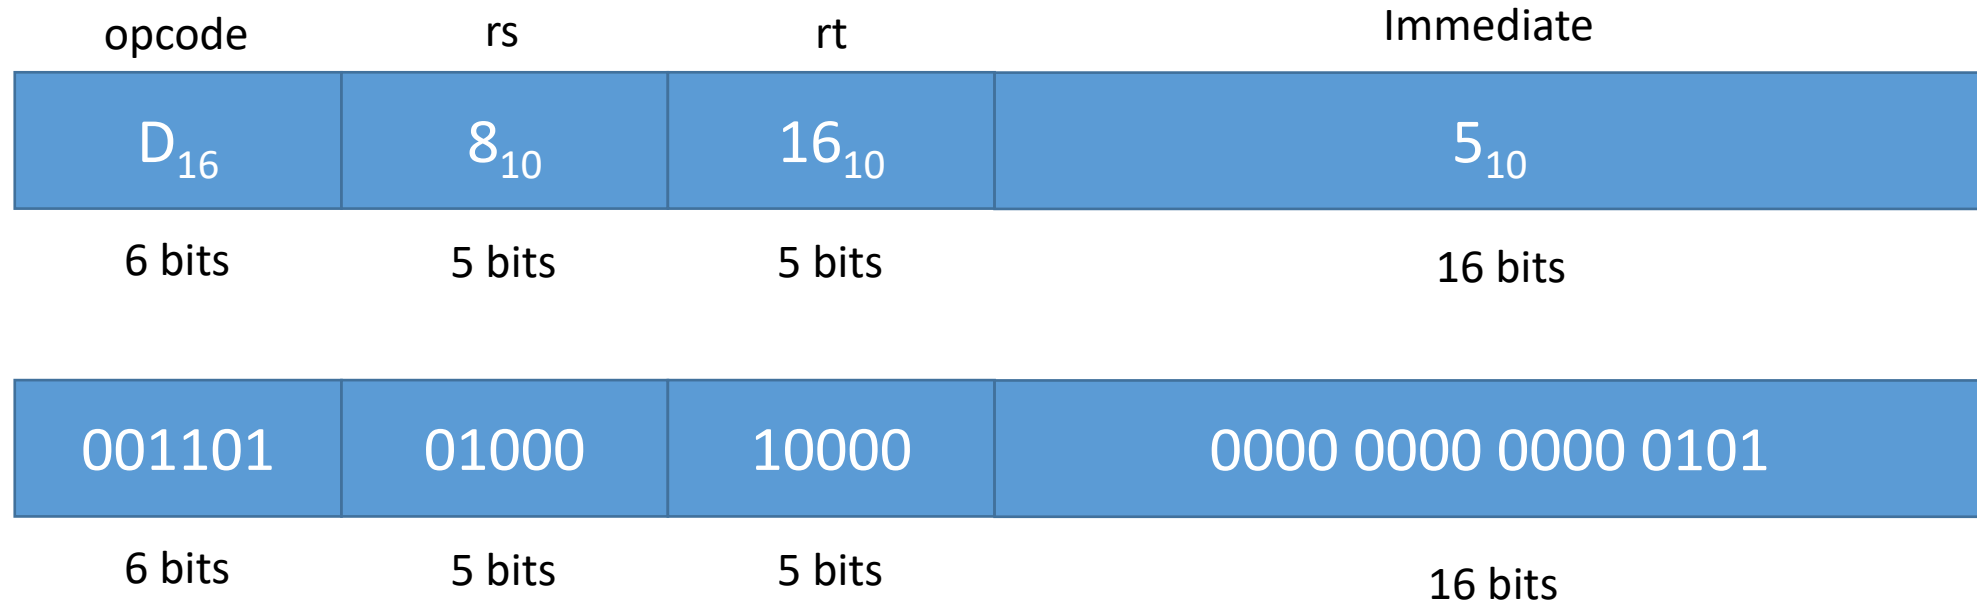 opcode rs rt Immediate
D₁₆ 8₁₀ 16₁₀ 5₁₀
6 bits 5 bits 5 bits 16 bits
001101 01000 10000 0000 0000 0000 0101
6 bits 5 bits 5 bits 16 bits